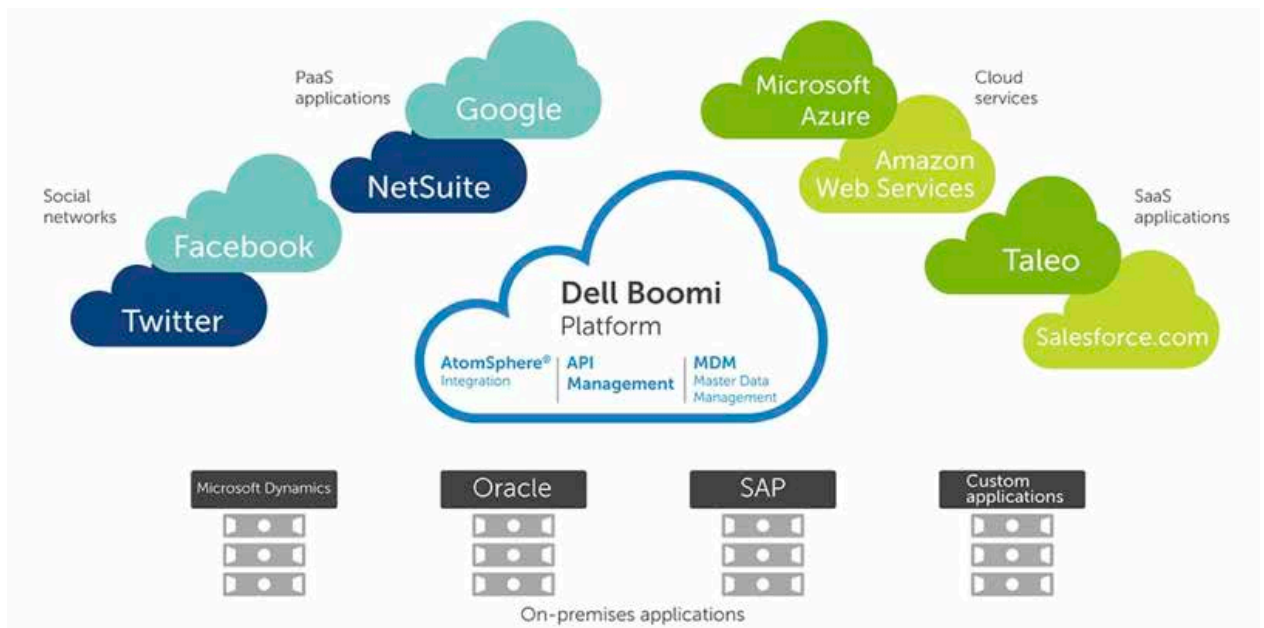 PaaS
applications
Google
NetSuite
Social
networks
Facebook
Twitter
Microsoft
Azure
Cloud
services
Amazon
Web Services
SaaS
applications
Taleo
Salesforce.com
Dell Boomi
Platform
AtomSphere®
Integration
API
Management
MDM
Master Data
Management
Microsoft Dynamics
Oracle
SAP
Custom
applications
On-premises applications